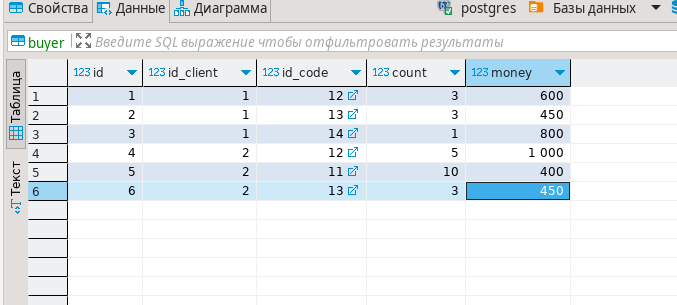 Свойства Данные Диаграмма postgres Базы данных
buyer Введите SQL выражение чтобы отфильтровать результаты
Таблица
Текст
123 id 123 id_client 123 id_code 123 count 123 money
1 1 1 12 3 600
2 2 1 13 3 450
3 3 1 14 1 800
4 4 2 12 5 1 000
5 5 2 11 10 400
6 6 2 13 3 450